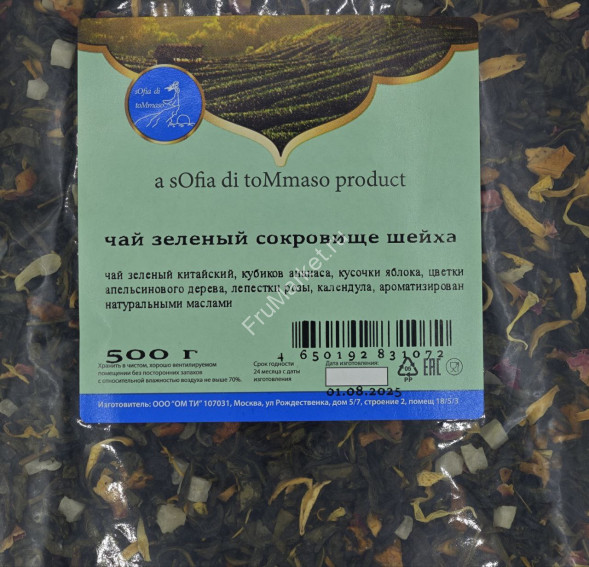 sOfia di
toMmaso
a sOfia di toMmaso product
чай зеленый сокровище шейха
чай зеленый китайский, кубиков ананаса, кусочки яблока, цветки
апельсинового дерева, лепестки розы, календула, ароматизирован
натуральными маслами
FruMarket.ru
500 г
Хранить в чистом, хорошо вентилируемом
помещении без посторонних запахов
с относительной влажностью воздуха не выше 70%.
Срок годности
24 месяца с даты
изготовления
4 650192 831072
Дата изготовления
01.08.2025
PP
EAC
Изготовитель: ООО "ОМ ТИ" 107031, Москва, ул Рождественка, дом 5/7, строение 2, помещ 18/5/3